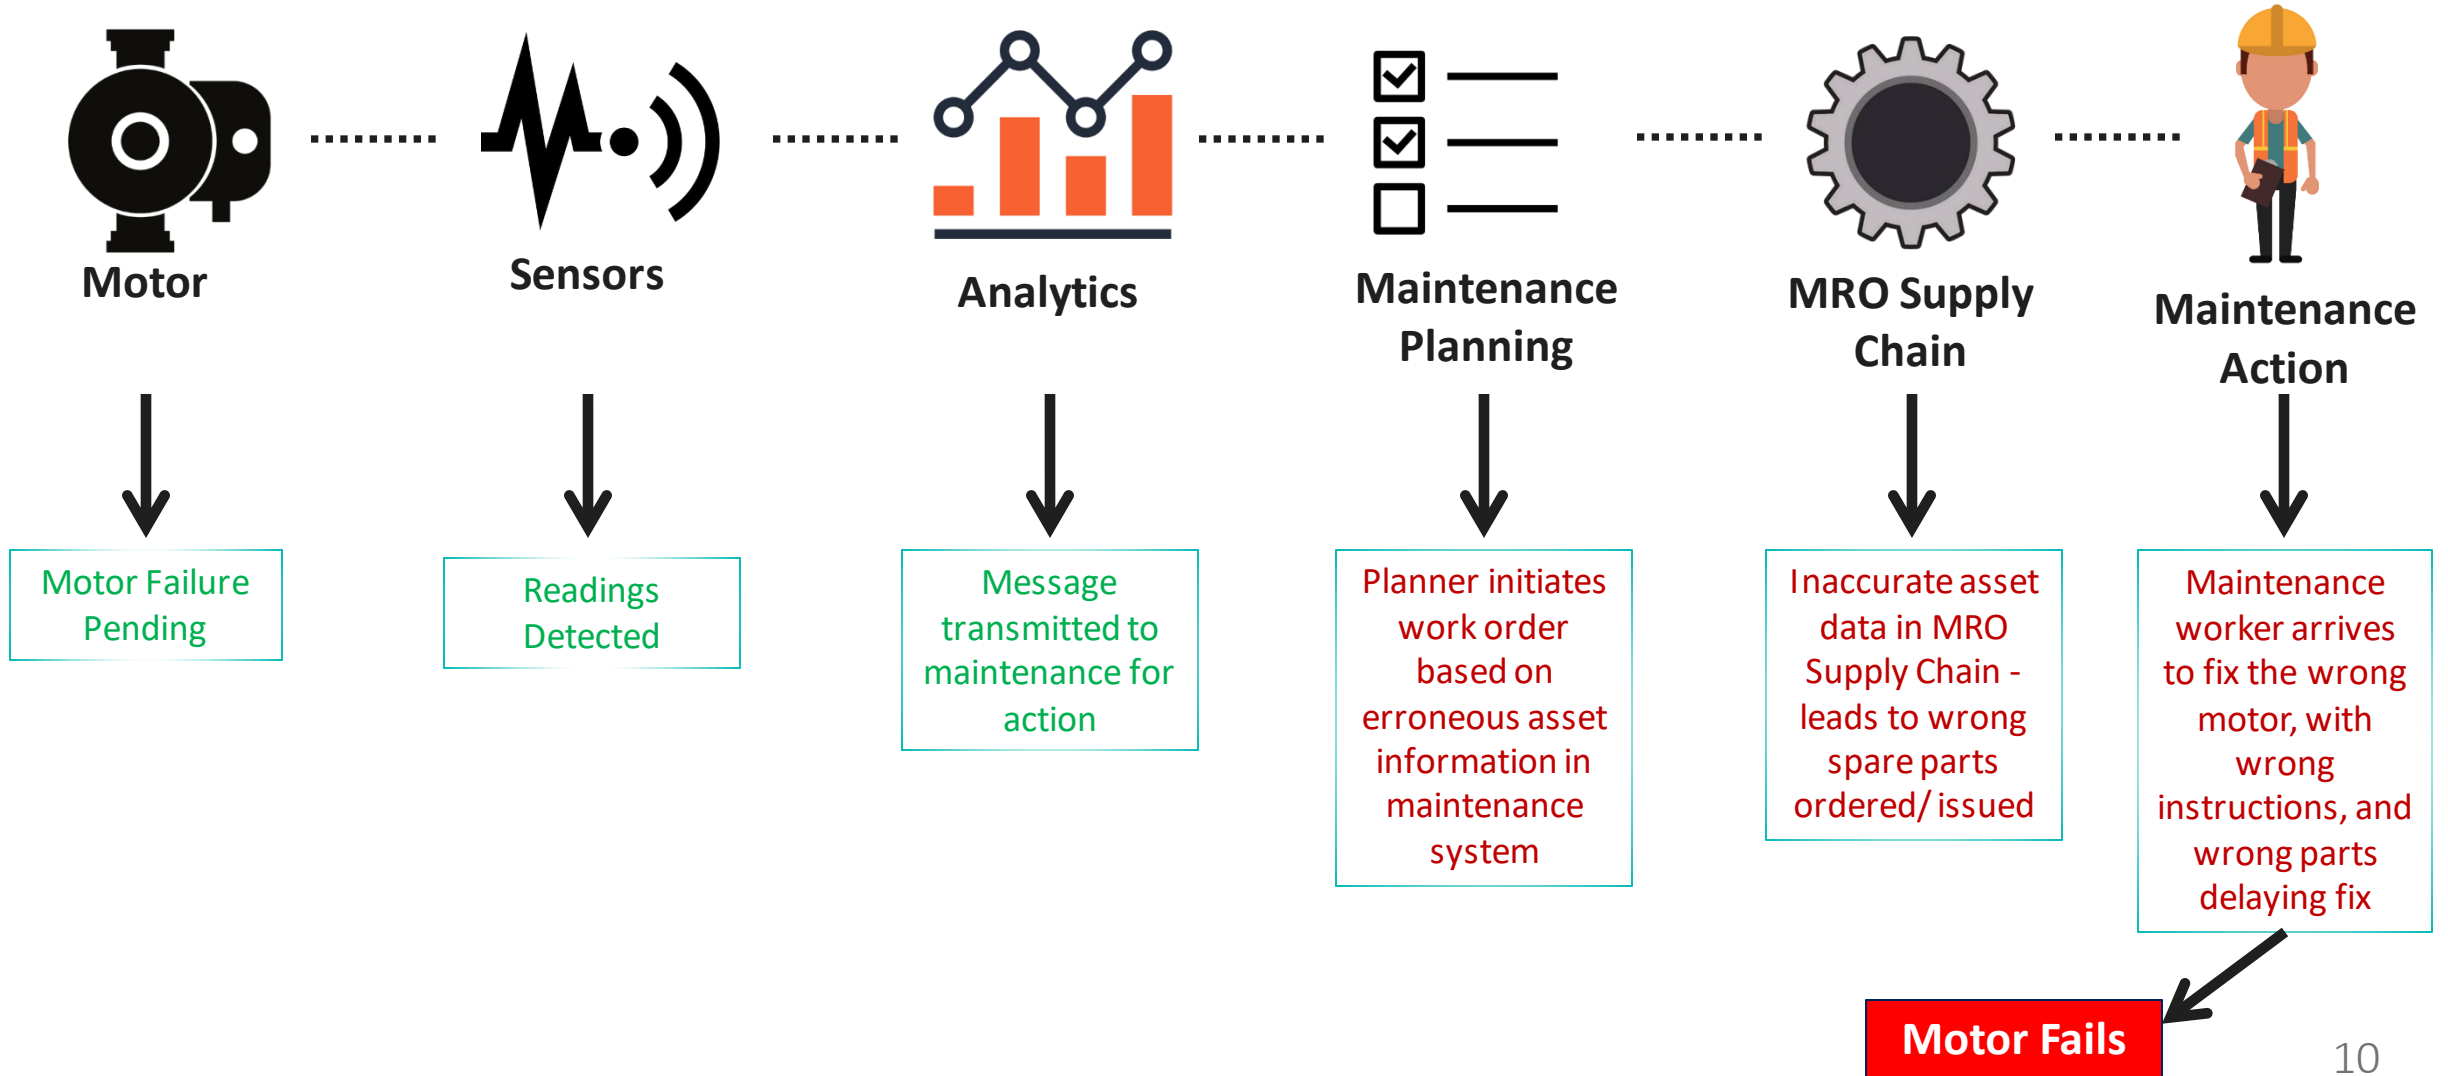 Motor
Sensors
Analytics
Maintenance
Planning
MRO Supply
Chain
Maintenance
Action
Motor Failure
Pending
Readings
Detected
Message
transmitted to
maintenance for
action
Planner initiates
work order
based on
erroneous asset
information in
maintenance
system
Inaccurate asset
data in MRO
Supply Chain -
leads to wrong
spare parts
ordered/ issued
Maintenance
worker arrives
to fix the wrong
motor, with
wrong
instructions, and
wrong parts
delaying fix
Motor Fails
10